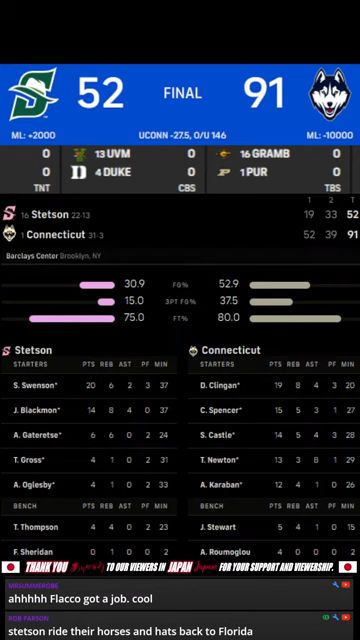 S
52
FINAL
91
ML: +2000
UCONN -27.5, O/U 146
ML: -10000
0
13 UVM
0
16 GRAMB
0
0
D 4 DUKE
0
P 1 PUR
0
TNT
CBS
TBS
1 2 T
16 Stetson 22-13 19 33 52
1 Connecticut 31-3 52 39 91
Barclays Center Brooklyn, NY
30.9 FG% 52.9
15.0 3PT FG% 37.5
75.0 FT% 80.0
Stetson
STARTERS PTS REB AST PF MIN
S. Swenson* 20 6 2 3 37
J. Blackmon* 14 8 4 0 37
A. Gateretse* 6 6 0 2 24
T. Gross* 4 1 0 2 31
A. Oglesby* 4 1 0 2 33
BENCH PTS REB AST PF MIN
T. Thompson 4 4 0 2 23
F. Sheridan 0 1 0 0 2
Connecticut
STARTERS PTS REB AST PF MIN
D. Clingan* 19 8 4 3 20
C. Spencer* 15 5 3 1 27
S. Castle* 14 5 4 3 28
T. Newton* 13 3 8 1 29
A. Karaban* 12 4 1 0 26
BENCH PTS REB AST PF MIN
J. Stewart 5 4 1 0 15
A. Roumoglou 4 0 0 0 2
THANK YOU TO OUR VIEWERS IN JAPAN FOR YOUR SUPPORT AND VIEWERSHIP.
MRSUMMEROBE
ahhhhh Flacco got a job. cool
ROB PARSON
stetson ride their horses and hats back to Florida